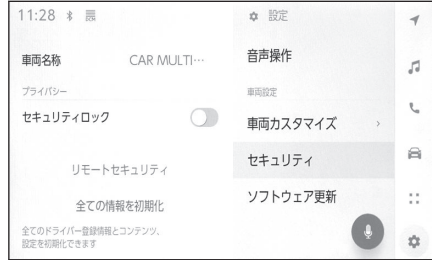 11:28
設定
車両名称 CAR MULTI…
プライバシー
セキュリティロック
リモートセキュリティ
全ての情報を初期化
全てのドライバー登録情報とコンテンツ、
設定を初期化できます
音声操作
車両設定
車両カスタマイズ
セキュリティ
ソフトウェア更新